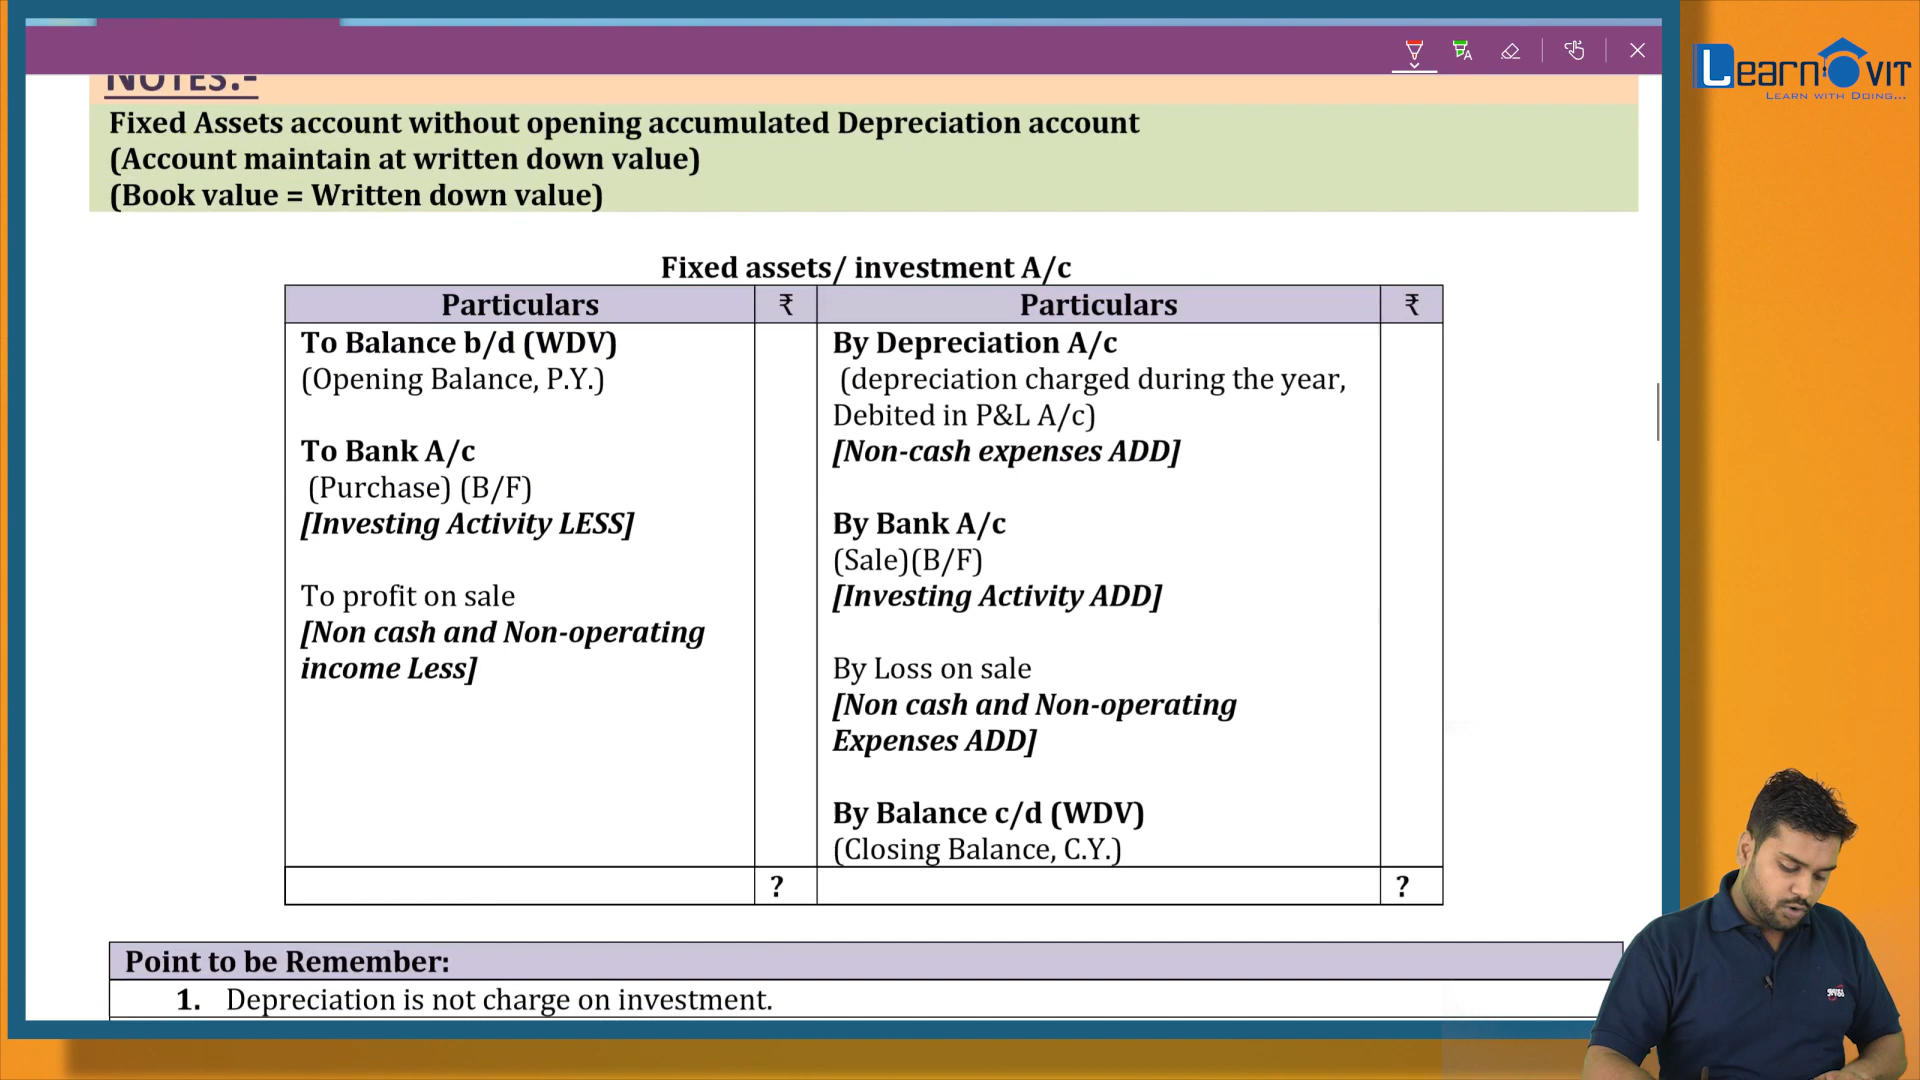 LearnOVIT
Learn with Doing...
NOTES:-
Fixed Assets account without opening accumulated Depreciation account
(Account maintain at written down value)
(Book value = Written down value)
Fixed assets/ investment A/c
Particulars ₹ Particulars ₹
To Balance b/d (WDV)
(Opening Balance, P.Y.)
To Bank A/c
(Purchase) (B/F)
[Investing Activity LESS]
To profit on sale
[Non cash and Non-operating
income Less]
By Depreciation A/c
(depreciation charged during the year,
Debited in P&L A/c)
[Non-cash expenses ADD]
By Bank A/c
(Sale)(B/F)
[Investing Activity ADD]
By Loss on sale
[Non cash and Non-operating
Expenses ADD]
By Balance c/d (WDV)
(Closing Balance, C.Y.)
? ?
Point to be Remember:
1. Depreciation is not charge on investment.